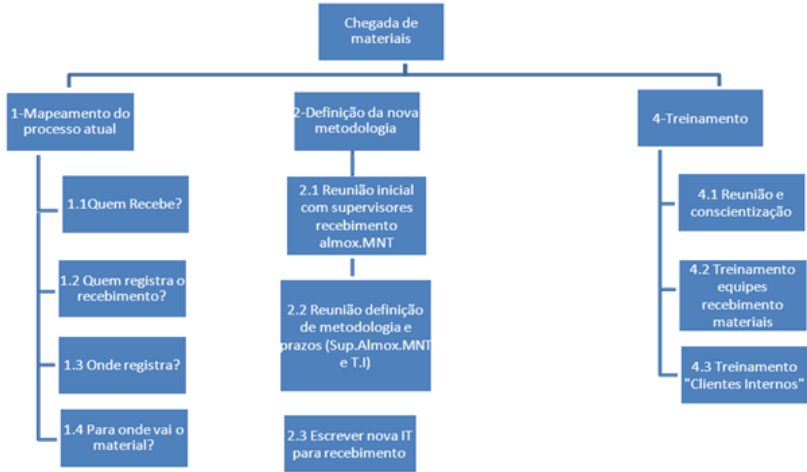 Chegada de
materiais
1-Mapeamento do
processo atual
1.1Quem Recebe?
1.2 Quem registra o
recebimento?
1.3 Onde registra?
1.4 Para onde vai o
material?
2-Definição da nova
metodologia
2.1 Reunião inicial
com supervisores
recebimento
almox.MNT
2.2 Reunião definição
de metodologia e
prazos (Sup.Almox.MNT
e T.I)
2.3 Escrever nova IT
para recebimento
4-Treinamento
4.1 Reunião e
conscientização
4.2 Treinamento
equipes
recebimento
materiais
4.3 Treinamento
"Clientes Internos"